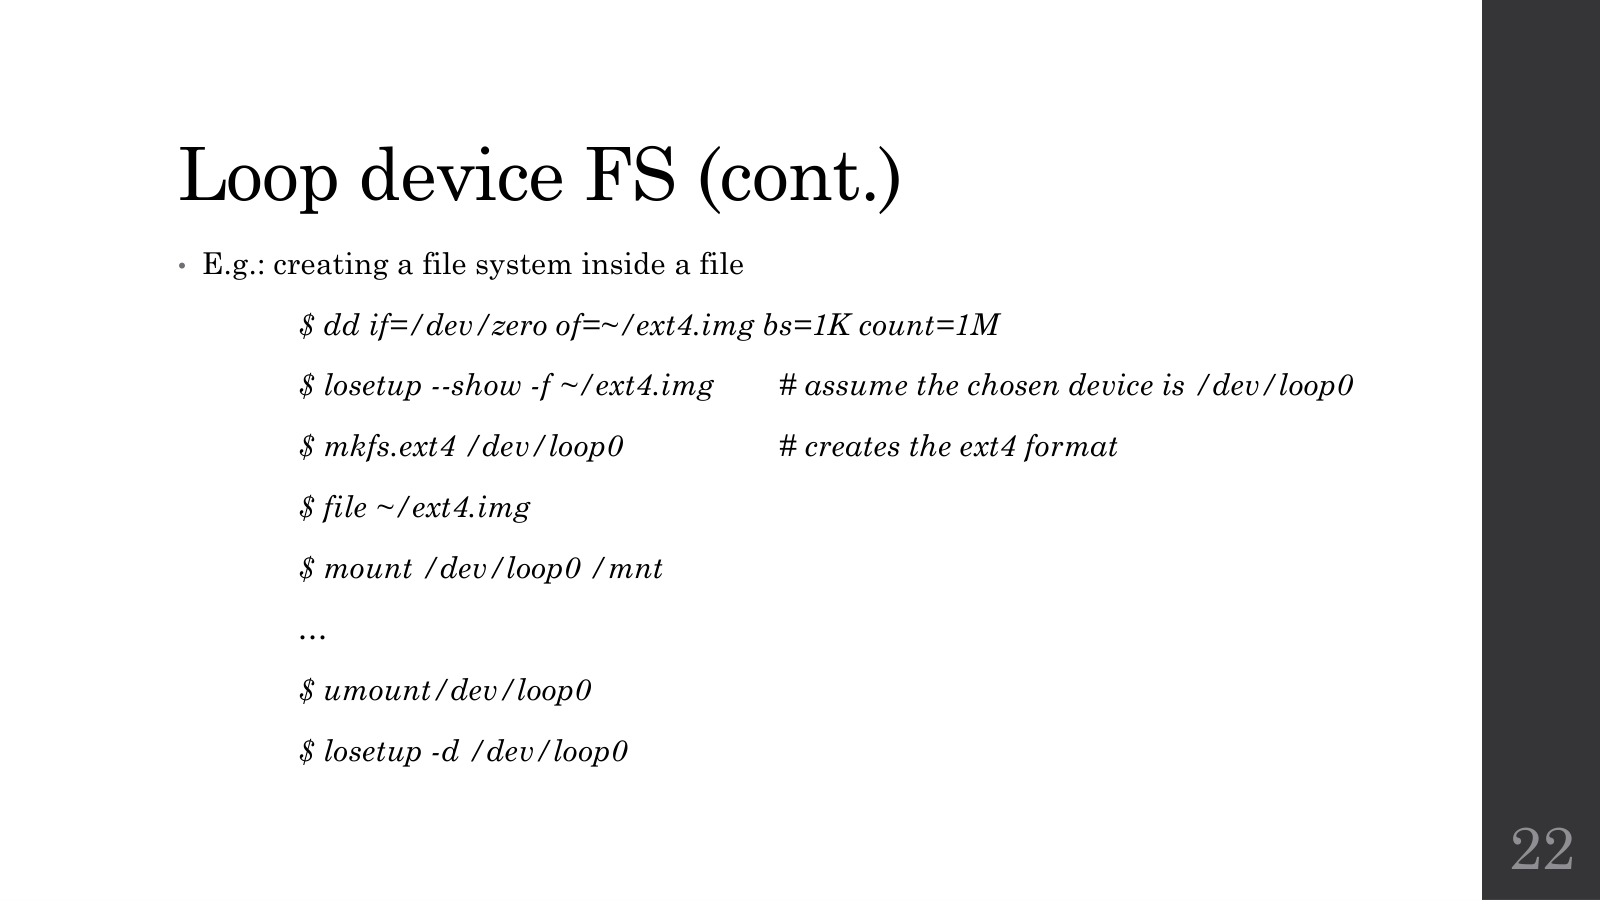 Loop device FS (cont.)
• E.g.: creating a file system inside a file
$ dd if=/dev/zero of=~/ext4.img bs=1K count=1M
$ losetup --show -f ~/ext4.img # assume the chosen device is /dev/loop0
$ mkfs.ext4 /dev/loop0 # creates the ext4 format
$ file ~/ext4.img
$ mount /dev/loop0 /mnt
…
$ umount/dev/loop0
$ losetup -d /dev/loop0
22